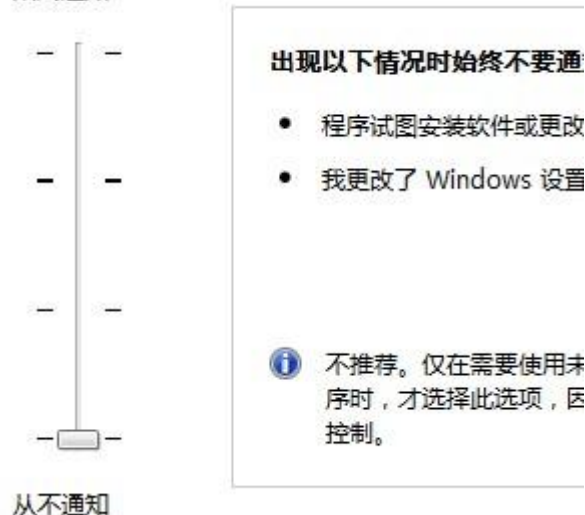 出现以下情况时始终不要通
程序试图安装软件或更改
我更改了 Windows 设置
不推荐。仅在需要使用未
序时，才选择此选项，因
控制。
从不通知